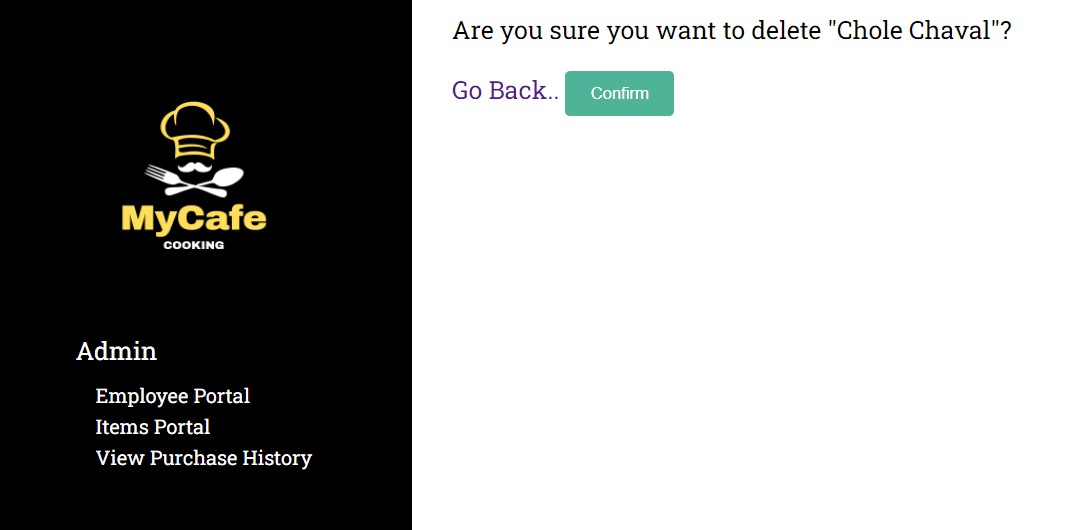 MyCafe
COOKING
Admin
Employee Portal
Items Portal
View Purchase History
Are you sure you want to delete "Chole Chaval"?
Go Back.. Confirm